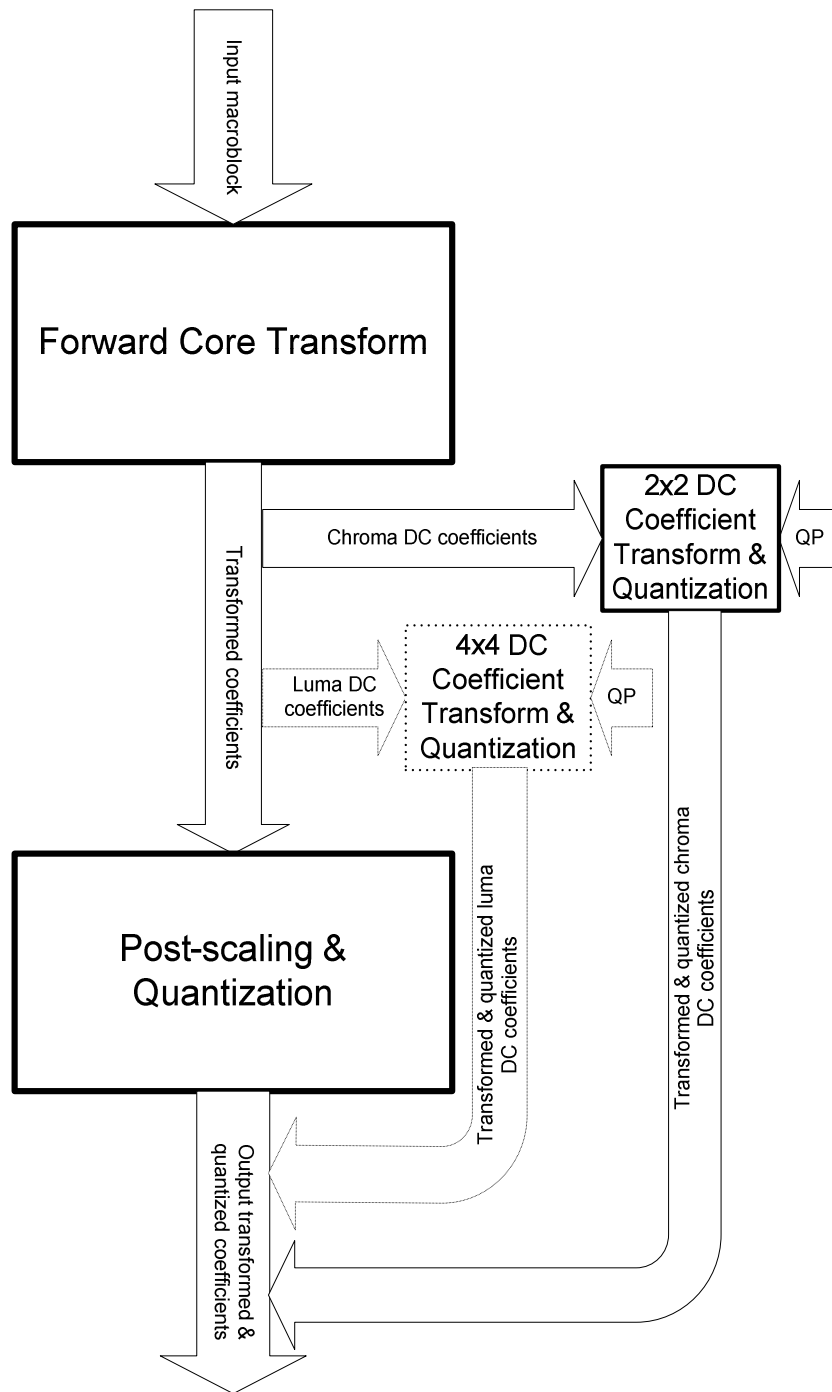 Input macroblock
Forward Core Transform
2x2 DC
Coefficient
Transform &
Quantization
QP
Chroma DC coefficients
Transformed coefficients
4x4 DC
Coefficient
Transform &
Quantization
Luma DC
coefficients
QP
Post-scaling &
Quantization
Transformed & quantized luma
DC coefficients
Transformed & quantized chroma
DC coefficients
Output transformed &
quantized coefficients